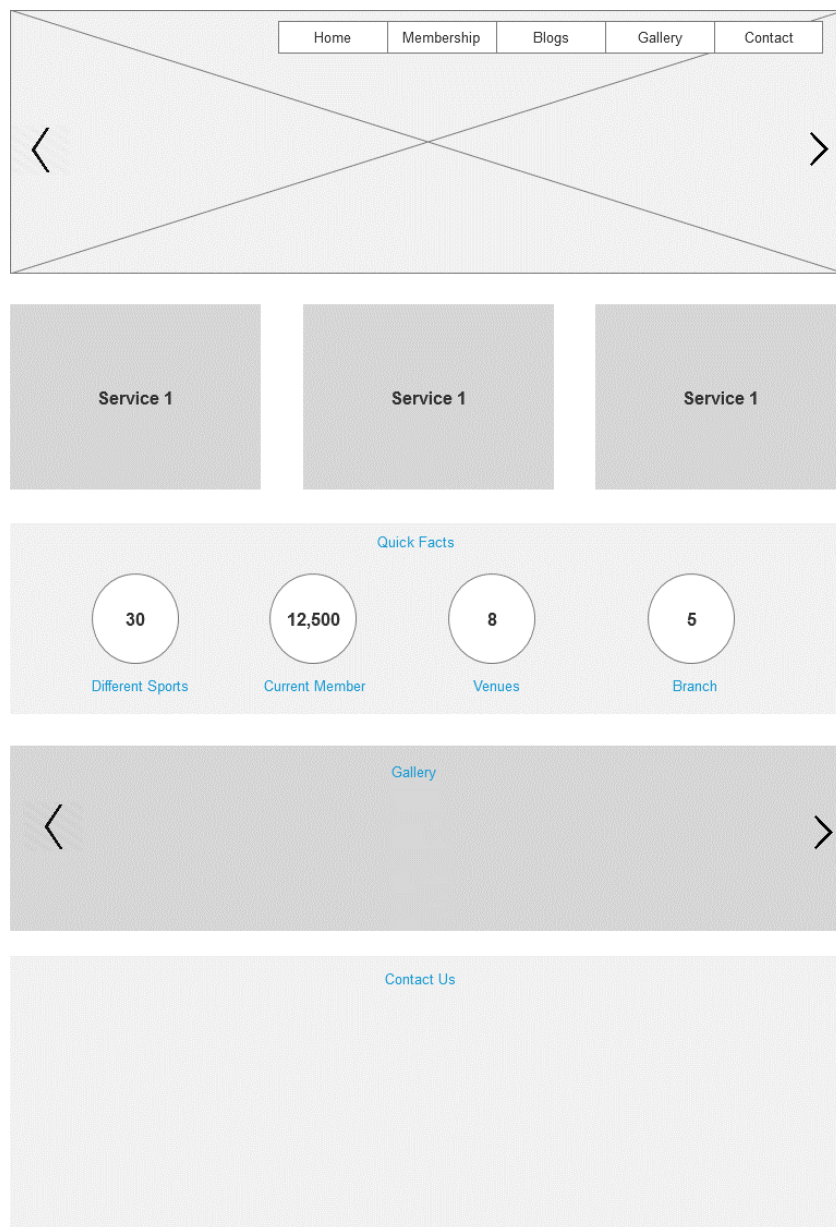 Home Membership Blogs Gallery Contact
Service 1 Service 1 Service 1
Quick Facts
30 12,500 8 5
Different Sports Current Member Venues Branch
Gallery
Contact Us